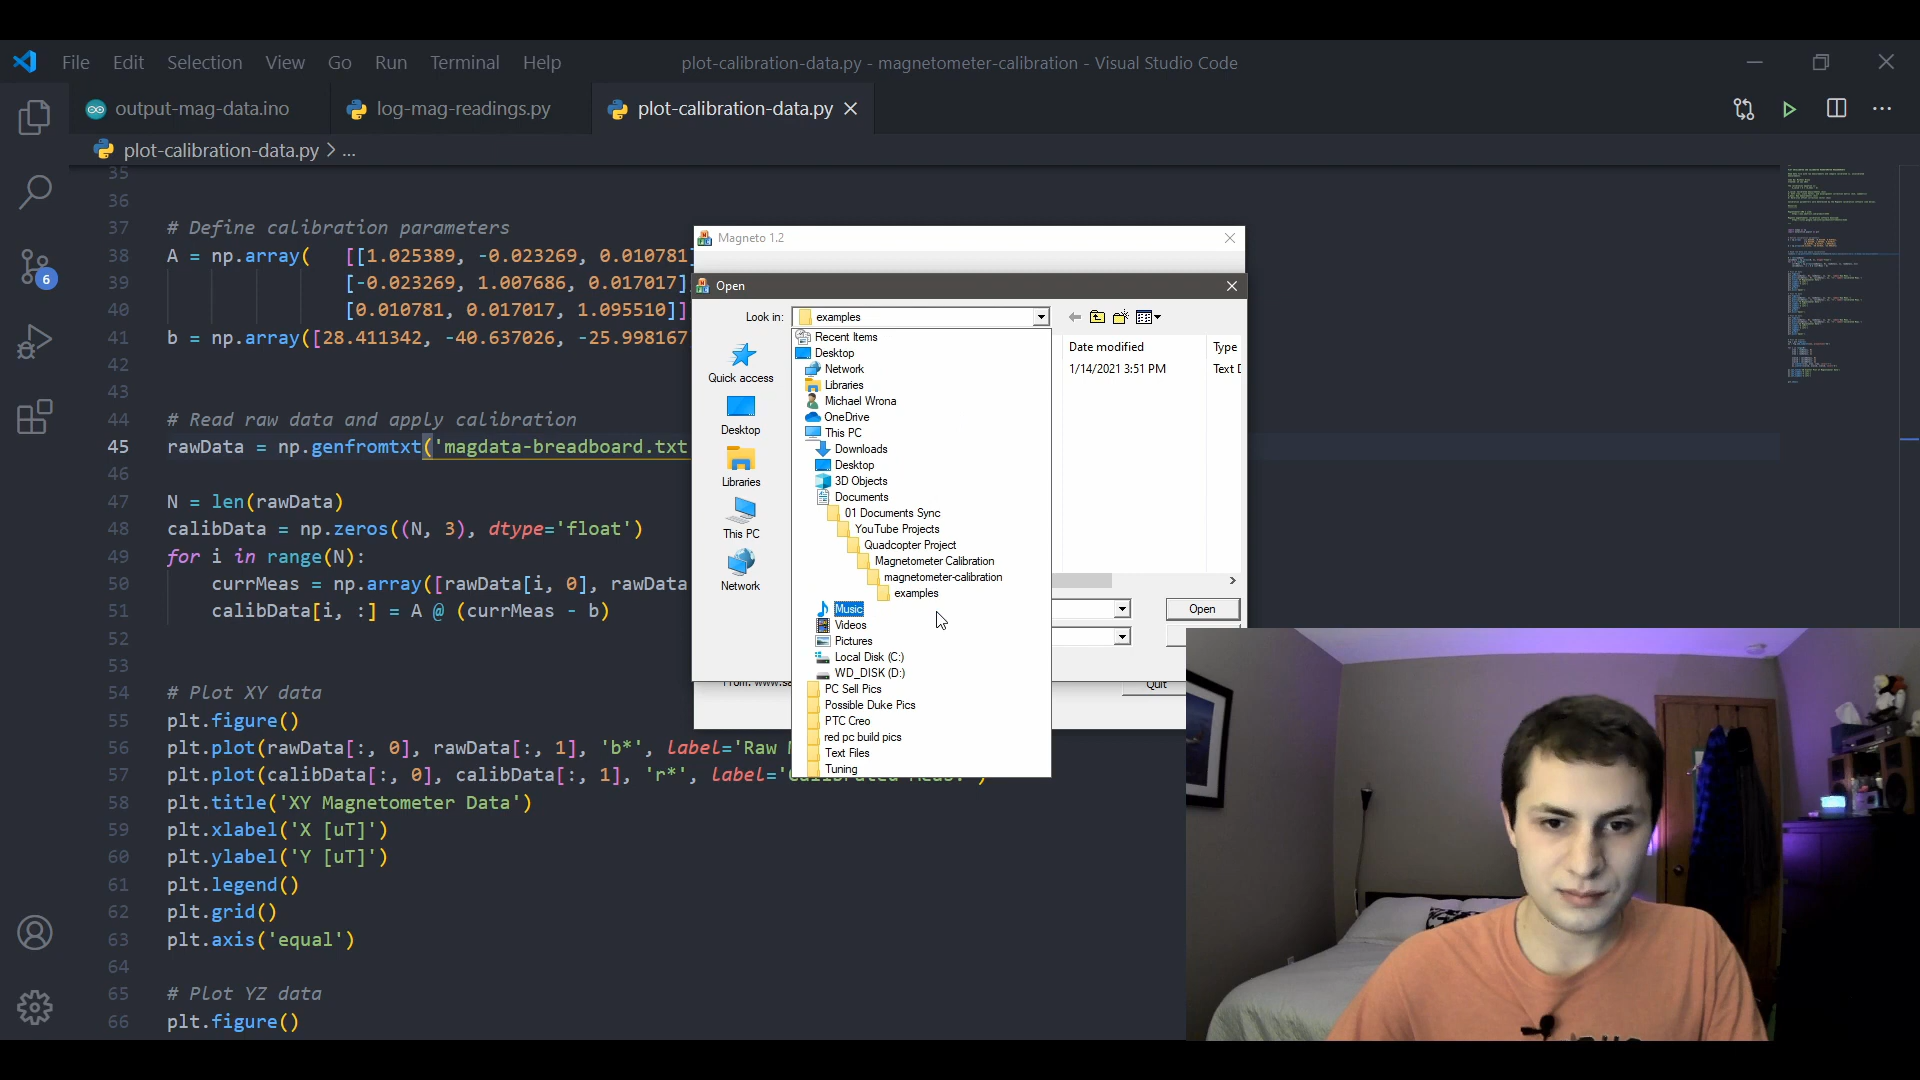 File Edit Selection View Go Run Terminal Help
plot-calibration-data.py - magnetometer-calibration - Visual Studio Code
output-mag-data.ino
log-mag-readings.py
plot-calibration-data.py
plot-calibration-data.py > ...
35
36
37 # Define calibration parameters
38 A = np.array( [[1.025389, -0.023269, 0.010781]
39 [-0.023269, 1.007686, 0.017017],
40 [0.010781, 0.017017, 1.095510]]
41 b = np.array([28.411342, -40.637026, -25.998167
42
43
44 # Read raw data and apply calibration
45 rawData = np.genfromtxt('magdata-breadboard.txt
46
47 N = len(rawData)
48 calibData = np.zeros((N, 3), dtype='float')
49 for i in range(N):
50 currMeas = np.array([rawData[i, 0], rawData
51 calibData[i, :] = A @ (currMeas - b)
52
53
54 # Plot XY data
55 plt.figure()
56 plt.plot(rawData[:, 0], rawData[:, 1], 'b*', label='Raw
57 plt.plot(calibData[:, 0], calibData[:, 1], 'r*', label='
58 plt.title('XY Magnetometer Data')
59 plt.xlabel('X [uT]')
60 plt.ylabel('Y [uT]')
61 plt.legend()
62 plt.grid()
63 plt.axis('equal')
64
65 # Plot YZ data
66 plt.figure()
6
Magneto 1.2
Open
Look in: examples
Quick access
Desktop
Libraries
This PC
Network
Recent Items
Desktop
Network
Libraries
Michael Wrona
OneDrive
This PC
Downloads
Desktop
3D Objects
Documents
01 Documents Sync
YouTube Projects
Quadcopter Project
Magnetometer Calibration
magnetometer-calibration
examples
Music
Videos
Pictures
Local Disk (C:)
WD_DISK (D:)
PC Sell Pics
Possible Duke Pics
PTC Creo
red pc build pics
Text Files
Tuning
Date modified Type
1/14/2021 3:51 PM Text D
Open
Quit